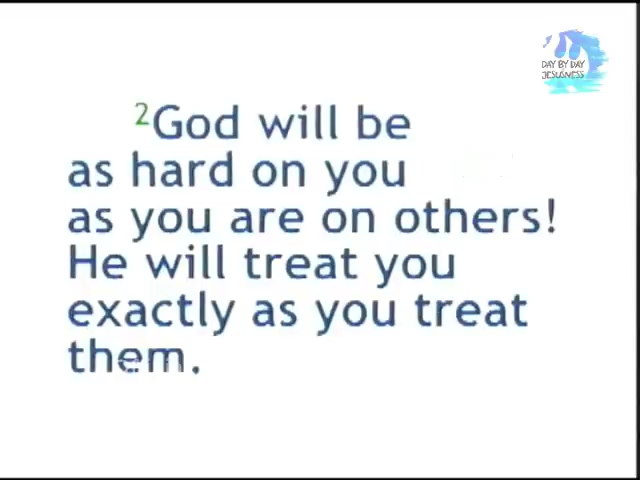 DAY BY DAY
JESUSNESS
2God will be
as hard on you
as you are on others!
He will treat you
exactly as you treat
them.